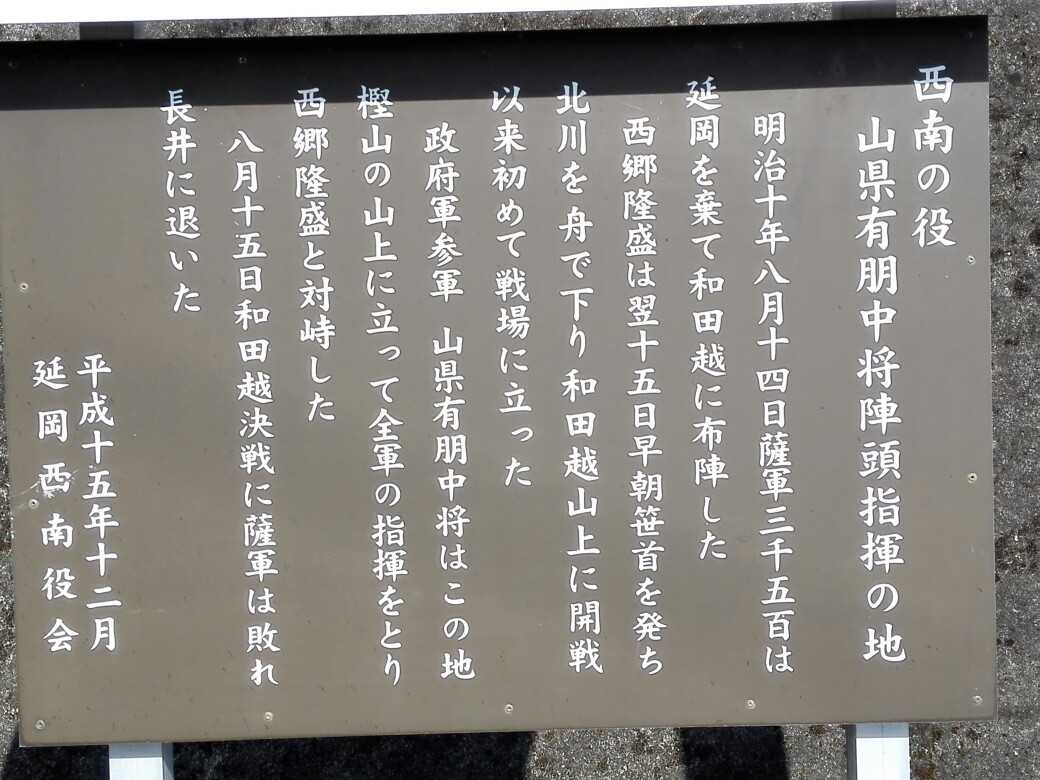 西南の役
山県有朋中将陣頭指揮の地
明治十年八月十四日薩軍三千五百は
延岡を棄て和田越に布陣した
西郷隆盛は翌十五日早朝笹首を発ち
北川を舟で下り和田越山上に開戦
以来初めて戦場に立った
政府軍参軍 山県有朋中将はこの地
樫山の山上に立って全軍の指揮をとり
西郷隆盛と対峙した
八月十五日和田越決戦に薩軍は敗れ
長井に退いた
平成十五年十二月
延岡西南役会